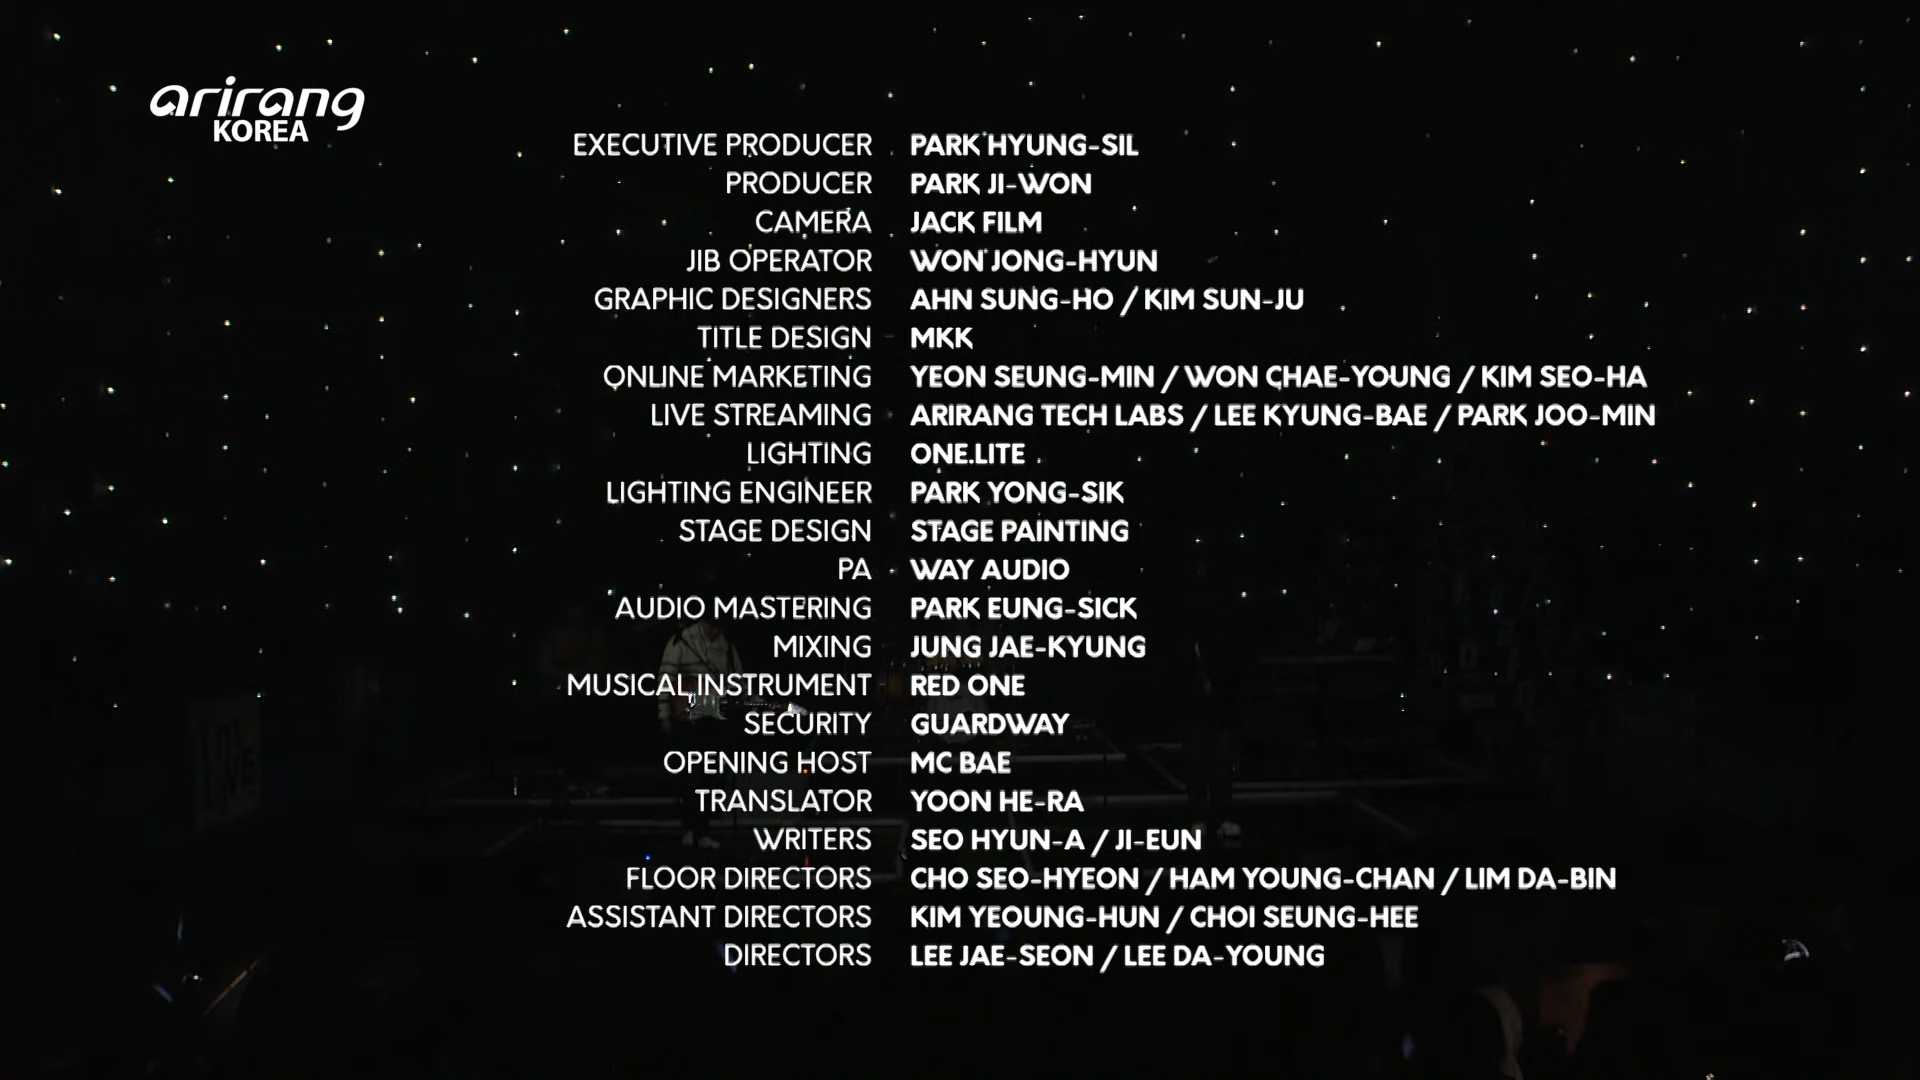 arirang
KOREA
EXECUTIVE PRODUCER PARK HYUNG-SIL
PRODUCER PARK JI-WON
CAMERA JACK FILM
JIB OPERATOR WON JONG-HYUN
GRAPHIC DESIGNERS AHN SUNG-HO / KIM SUN-JU
TITLE DESIGN MKK
ONLINE MARKETING YEON SEUNG-MIN / WON CHAE-YOUNG / KIM SEO-HA
LIVE STREAMING ARIRANG TECH LABS / LEE KYUNG-BAE / PARK JOO-MIN
LIGHTING ONE.LITE
LIGHTING ENGINEER PARK YONG-SIK
STAGE DESIGN STAGE PAINTING
PA WAY AUDIO
AUDIO MASTERING PARK EUNG-SICK
MIXING JUNG JAE-KYUNG
MUSICAL INSTRUMENT RED ONE
SECURITY GUARDWAY
OPENING HOST MC BAE
TRANSLATOR YOON HE-RA
WRITERS SEO HYUN-A / JI-EUN
FLOOR DIRECTORS CHO SEO-HYEON / HAM YOUNG-CHAN / LIM DA-BIN
ASSISTANT DIRECTORS KIM YEOUNG-HUN / CHOI SEUNG-HEE
DIRECTORS LEE JAE-SEON / LEE DA-YOUNG